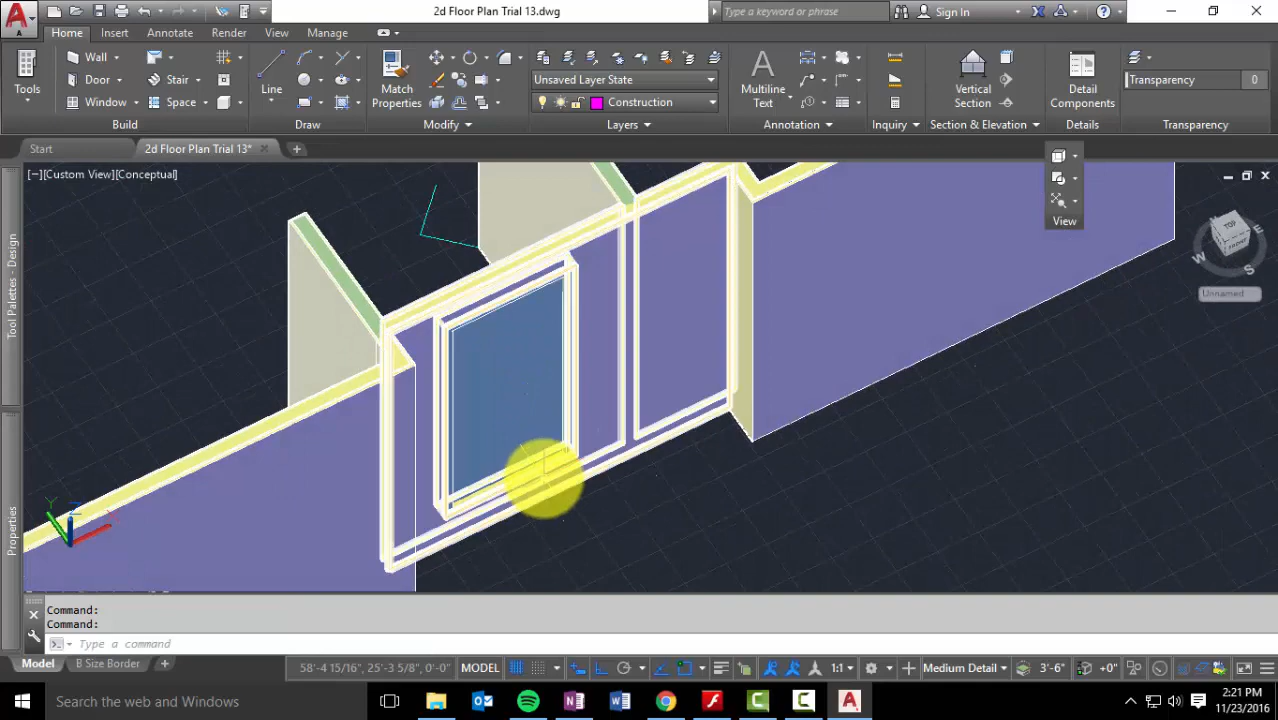 2d Floor Plan Trial 13.dwg
Type a keyword or phrase
Sign In
Home Insert Annotate Render View Manage
Wall
Door
Window
Stair
Space
Tools
Build
Line
Draw
Match
Properties
Modify
Unsaved Layer State
Construction
Layers
Multiline
Text
Annotation
Inquiry
Vertical
Section
Section & Elevation
Detail
Components
Details
Transparency 0
Transparency
Start
2d Floor Plan Trial 13*
[−][Custom View][Conceptual]
View
TOP
FRONT
W
E
S
Unnamed
Tool Palettes - Design
Properties
Y
Z
Command:
Command:
Type a command
Model
B Size Border
58'-4 15/16", 25'-3 5/8", 0'-0"
MODEL
1:1
Medium Detail
3'-6"
+0"
Search the web and Windows
2:21 PM
11/23/2016